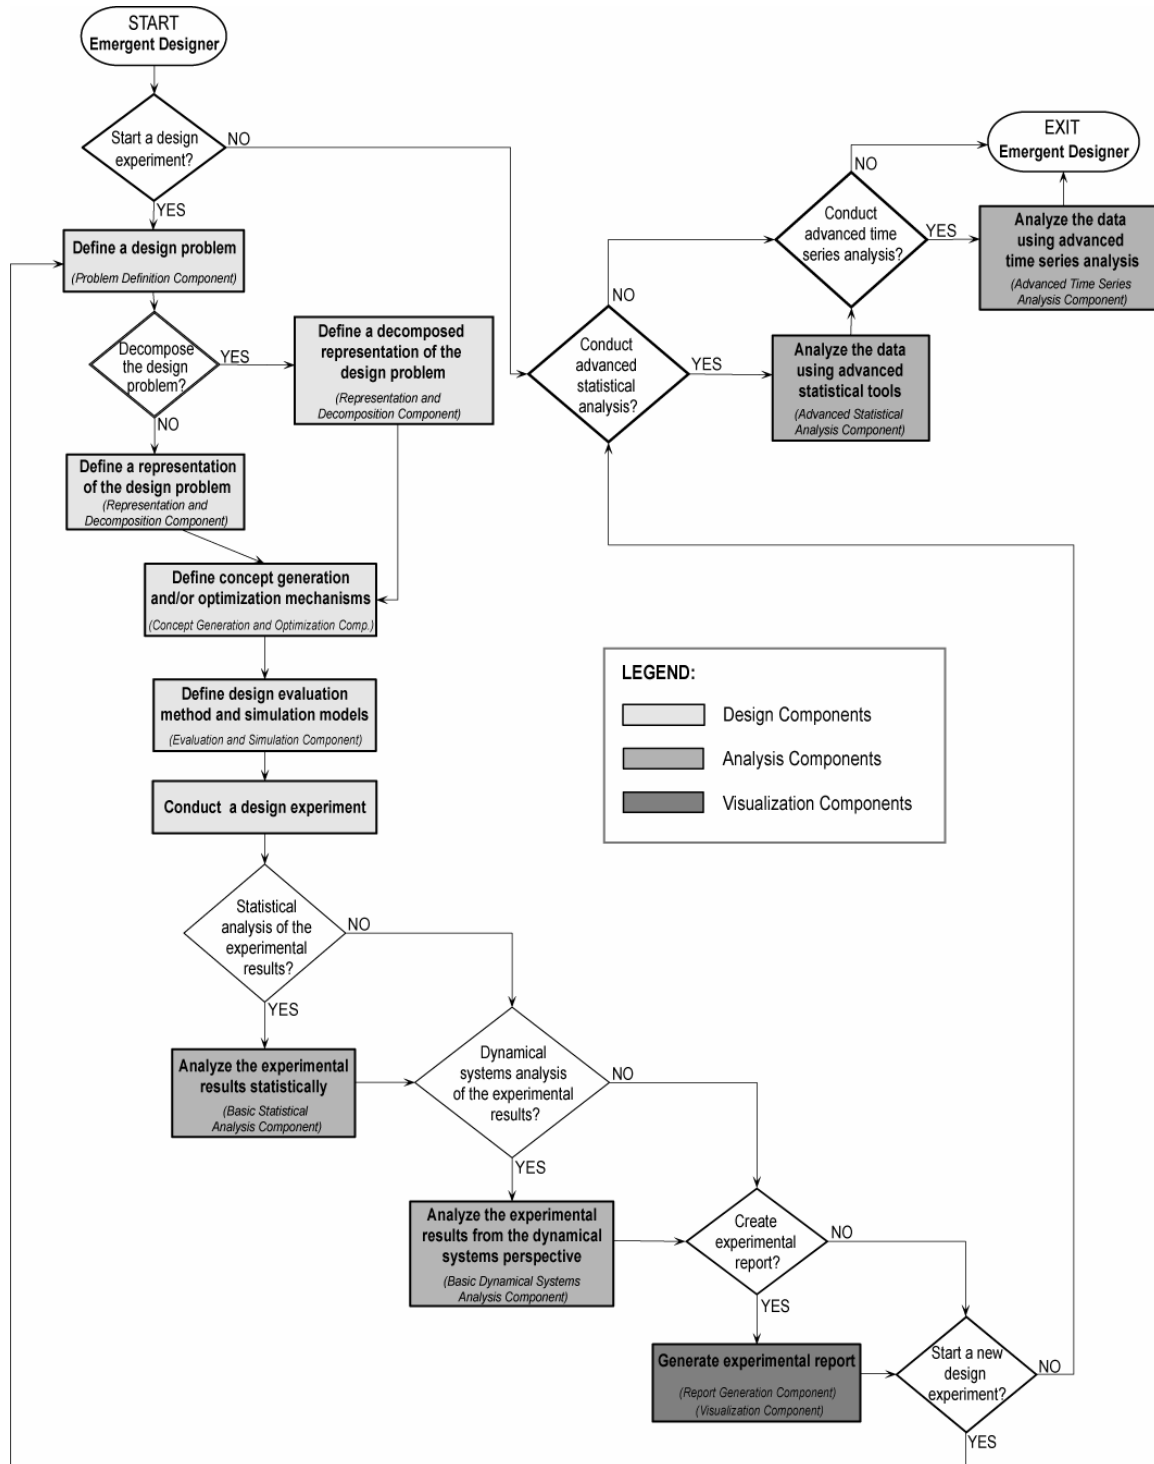 START
Emergent Designer
Start a design
experiment?
NO
YES
Define a design problem
(Problem Definition Component)
Decompose
the design
problem?
YES
NO
Define a decomposed
representation of the
design problem
(Representation and
Decomposition Component)
Define a representation
of the design problem
(Representation and
Decomposition Component)
Define concept generation
and/or optimization mechanisms
(Concept Generation and Optimization Comp.)
Define design evaluation
method and simulation models
(Evaluation and Simulation Component)
Conduct a design experiment
Statistical
analysis of the
experimental
results?
NO
YES
Analyze the experimental
results statistically
(Basic Statistical
Analysis Component)
Dynamical
systems analysis
of the experimental
results?
NO
YES
Analyze the experimental
results from the dynamical
systems perspective
(Basic Dynamical Systems
Analysis Component)
Create
experimental
report?
NO
YES
Generate experimental report
(Report Generation Component)
(Visualization Component)
Start a new
design
experiment?
NO
YES
Conduct
advanced
statistical
analysis?
NO
YES
Analyze the data
using advanced
statistical tools
(Advanced Statistical
Analysis Component)
Conduct
advanced time
series analysis?
NO
YES
Analyze the data
using advanced
time series analysis
(Advanced Time Series
Analysis Component)
EXIT
Emergent Designer
LEGEND:
Design Components
Analysis Components
Visualization Components